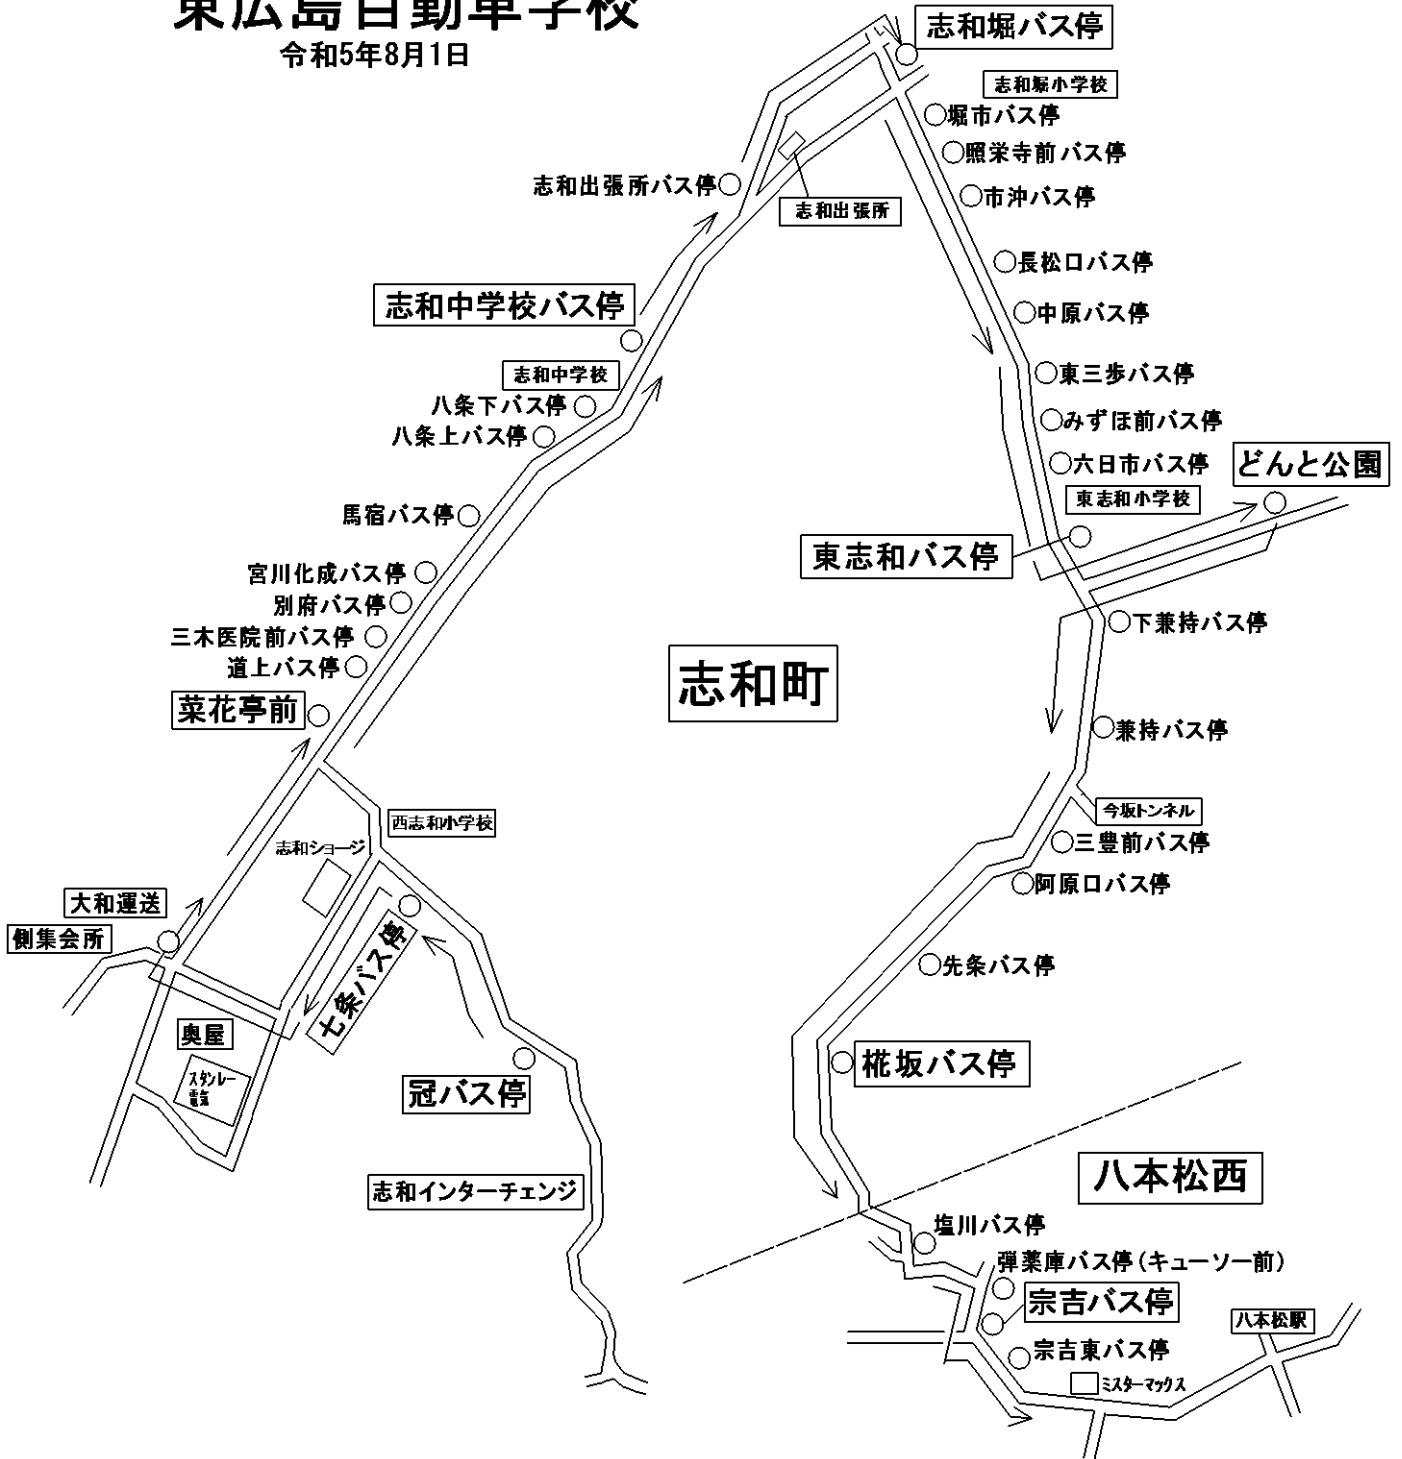 東広島自動車学校
令和5年8月1日
志和堀バス停
志和堀小学校
堀市バス停
照栄寺前バス停
志和出張所バス停
市沖バス停
志和出張所
長松口バス停
志和中学校バス停
中原バス停
志和中学校
東三歩バス停
八条下バス停
みずほ前バス停
八条上バス停
六日市バス停
どんと公園
東志和小学校
馬宿バス停
東志和バス停
宮川化成バス停
別府バス停
下兼持バス停
三木医院前バス停
道上バス停
志和町
菜花亭前
兼持バス停
今坂トンネル
西志和小学校
三豊前バス停
志和ショージ
阿原口バス停
大和運送
側集会所
七条バス停
先条バス停
奥屋
椛坂バス停
スタンレー
電気
冠バス停
八本松西
志和インターチェンジ
塩川バス停
弾薬庫バス停(キューソー前)
宗吉バス停
八本松駅
宗吉東バス停
ミスターマックス